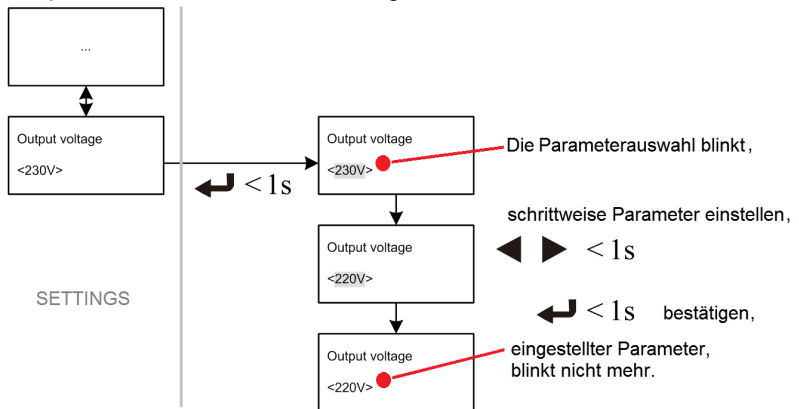 ...
Output voltage
<230V>
SETTINGS
< 1s
Output voltage
<230V>
Die Parameterauswahl blinkt,
Output voltage
<220V>
schrittweise Parameter einstellen,
< 1s
< 1s bestätigen,
Output voltage
<220V>
eingestellter Parameter,
blinkt nicht mehr.